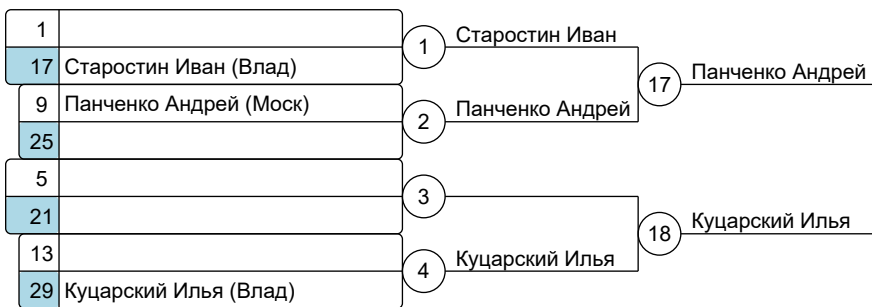 1
17 Старостин Иван (Влад)
9 Панченко Андрей (Моск)
25
5
21
13
29 Куцарский Илья (Влад)
1 Старостин Иван
2 Панченко Андрей
3
4 Куцарский Илья
17 Панченко Андрей
18 Куцарский Илья